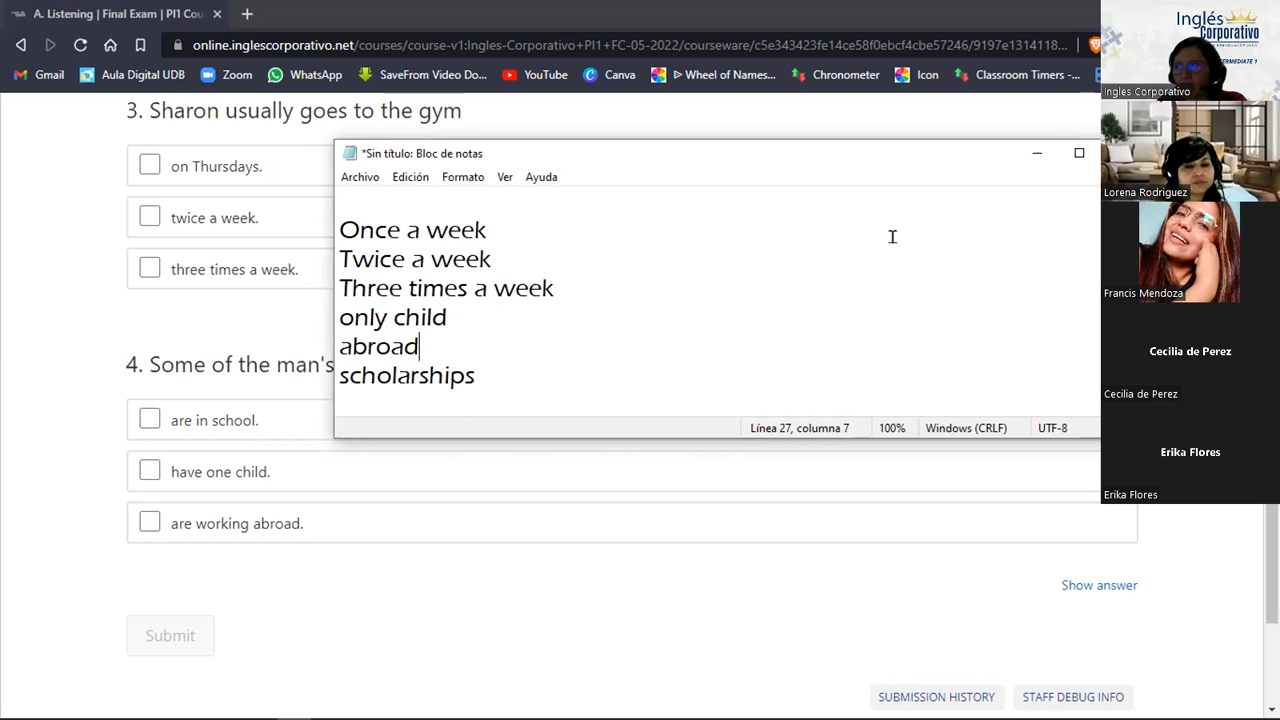 A. Listening | Final Exam | PI1 Cou
online.inglescorporativo.net/courses/course-v1:Ingles-Corporativo+PI1+FC-05-2022/courseware/c5e343423fe14ce58f0ebcf4cbe57246/9297e1314118...
Gmail Aula Digital UDB Zoom WhatsApp SaveFrom Video Do... YouTube Canva ᐅ Wheel of Names... Chronometer Icon Classroom Timers -...
Inglés
Corporativo
INTERMEDIATE 1
Ingles Corporativo
3. Sharon usually goes to the gym
on Thursdays.
twice a week.
three times a week.
*Sin título: Bloc de notas
Archivo Edición Formato Ver Ayuda
Once a week
Twice a week
Three times a week
only child
abroad
scholarships
Línea 27, columna 7 100% Windows (CRLF) UTF-8
4. Some of the man's
are in school.
have one child.
are working abroad.
Show answer
Submit
SUBMISSION HISTORY STAFF DEBUG INFO
Lorena Rodriguez
Francis Mendoza
Cecilia de Perez
Cecilia de Perez
Erika Flores
Erika Flores